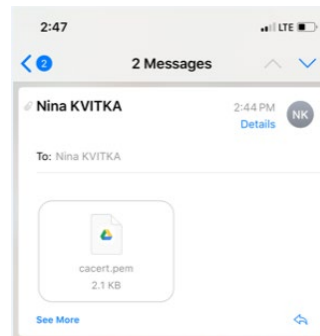 2:47 LTE
2 2 Messages
Nina KVITKA 2:44 PM NK
Details
To: Nina KVITKA
cacert.pem
2.1 KB
See More